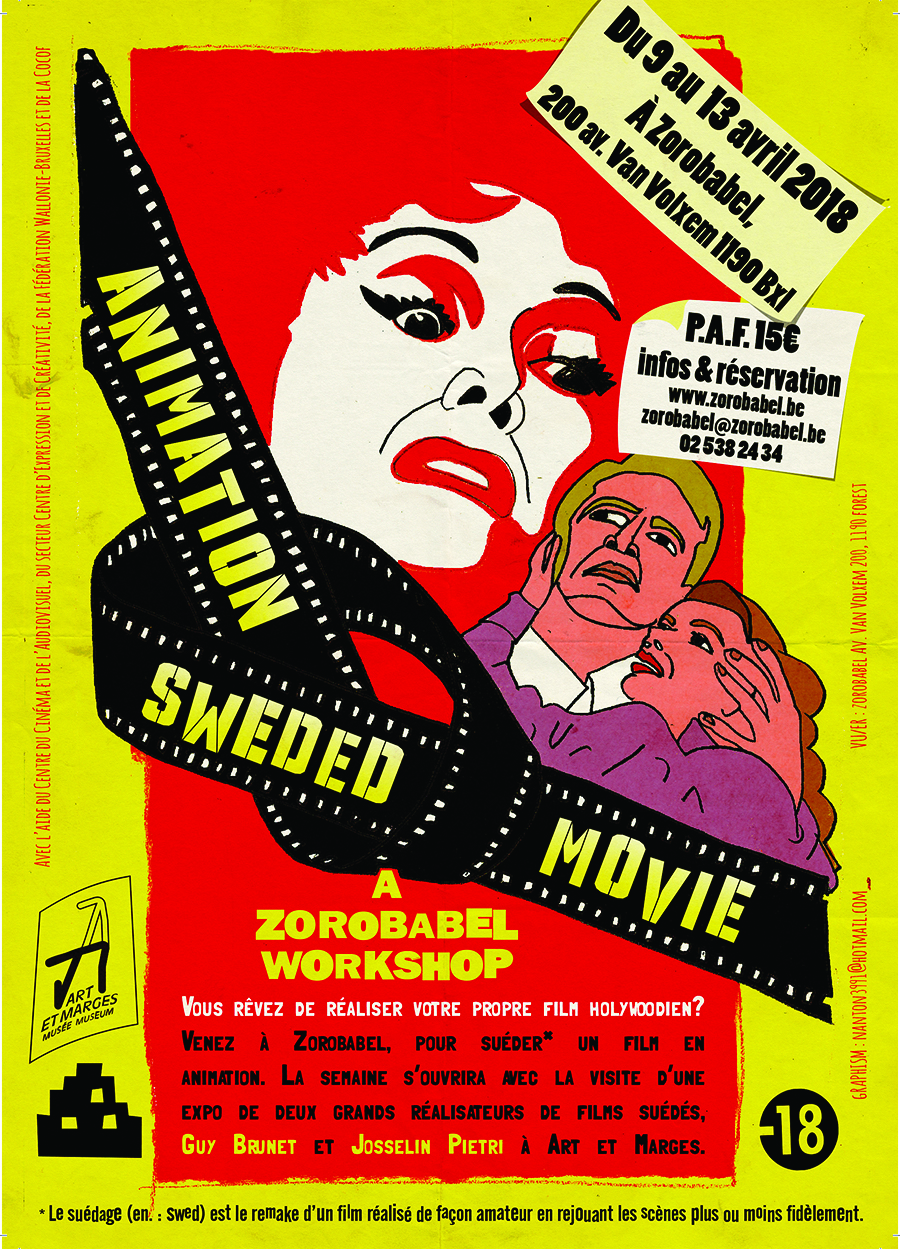 Du 9 au 13 avril 2018
À Zorobabel,
200 av. Van Volxem 1190 Bxl
P.A.F. 15€
infos & réservation
www.zorobabel.be
zorobabel@zorobabel.be
02 538 24 34
ANIMATION
SWEDED
MOVIE
A
ZOROBABEL
WORKSHOP
Vous rêvez de réaliser votre propre film holywoodien?
Venez à Zorobabel, pour suéder* un film en
animation. La semaine s'ouvrira avec la visite d'une
expo de deux grands réalisateurs de films suédés,
Guy Brunet et Josselin Pietri à Art et Marges.
Avec l'aide du Centre du Cinéma et de l'Audiovisuel, du secteur Centre d'Expression et de Créativité, de la Fédération Wallonie-Bruxelles et de la Cocof
Vu/er : Zorobabel Av. Van Volxem 200, 1190 Forest
Graphism : nanton3991@hotmail.com_
ART
ET MARGES
MUSÉE MUSEUM
-18
* Le suédage (en. : swed) est le remake d'un film réalisé de façon amateur en rejouant les scènes plus ou moins fidèlement.